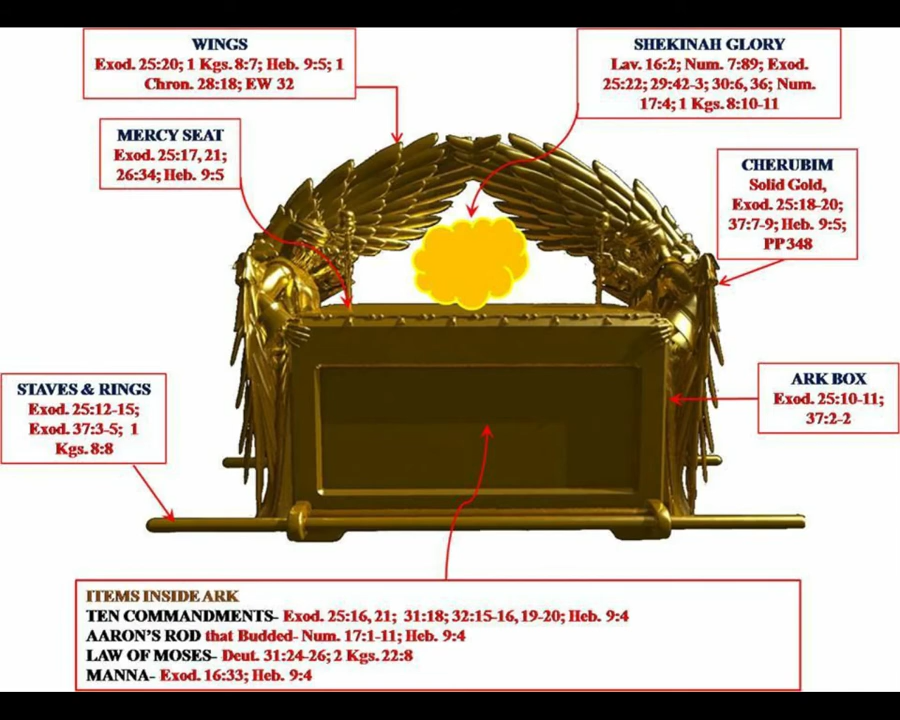 WINGS
Exod. 25:20; 1 Kgs. 8:7; Heb. 9:5; 1
Chron. 28:18; EW 32
SHEKINAH GLORY
Lav. 16:2; Num. 7:89; Exod.
25:22; 29:42-3; 30:6, 36; Num.
17:4; 1 Kgs. 8:10-11
MERCY SEAT
Exod. 25:17, 21;
26:34; Heb. 9:5
CHERUBIM
Solid Gold,
Exod. 25:18-20;
37:7-9; Heb. 9:5;
PP 348
STAVES & RINGS
Exod. 25:12-15;
Exod. 37:3-5; 1
Kgs. 8:8
ARK BOX
Exod. 25:10-11;
37:2-2
ITEMS INSIDE ARK
TEN COMMANDMENTS- Exod. 25:16, 21; 31:18; 32:15-16, 19-20; Heb. 9:4
AARON'S ROD that Budded- Num. 17:1-11; Heb. 9:4
LAW OF MOSES- Deut. 31:24-26; 2 Kgs. 22:8
MANNA- Exod. 16:33; Heb. 9:4